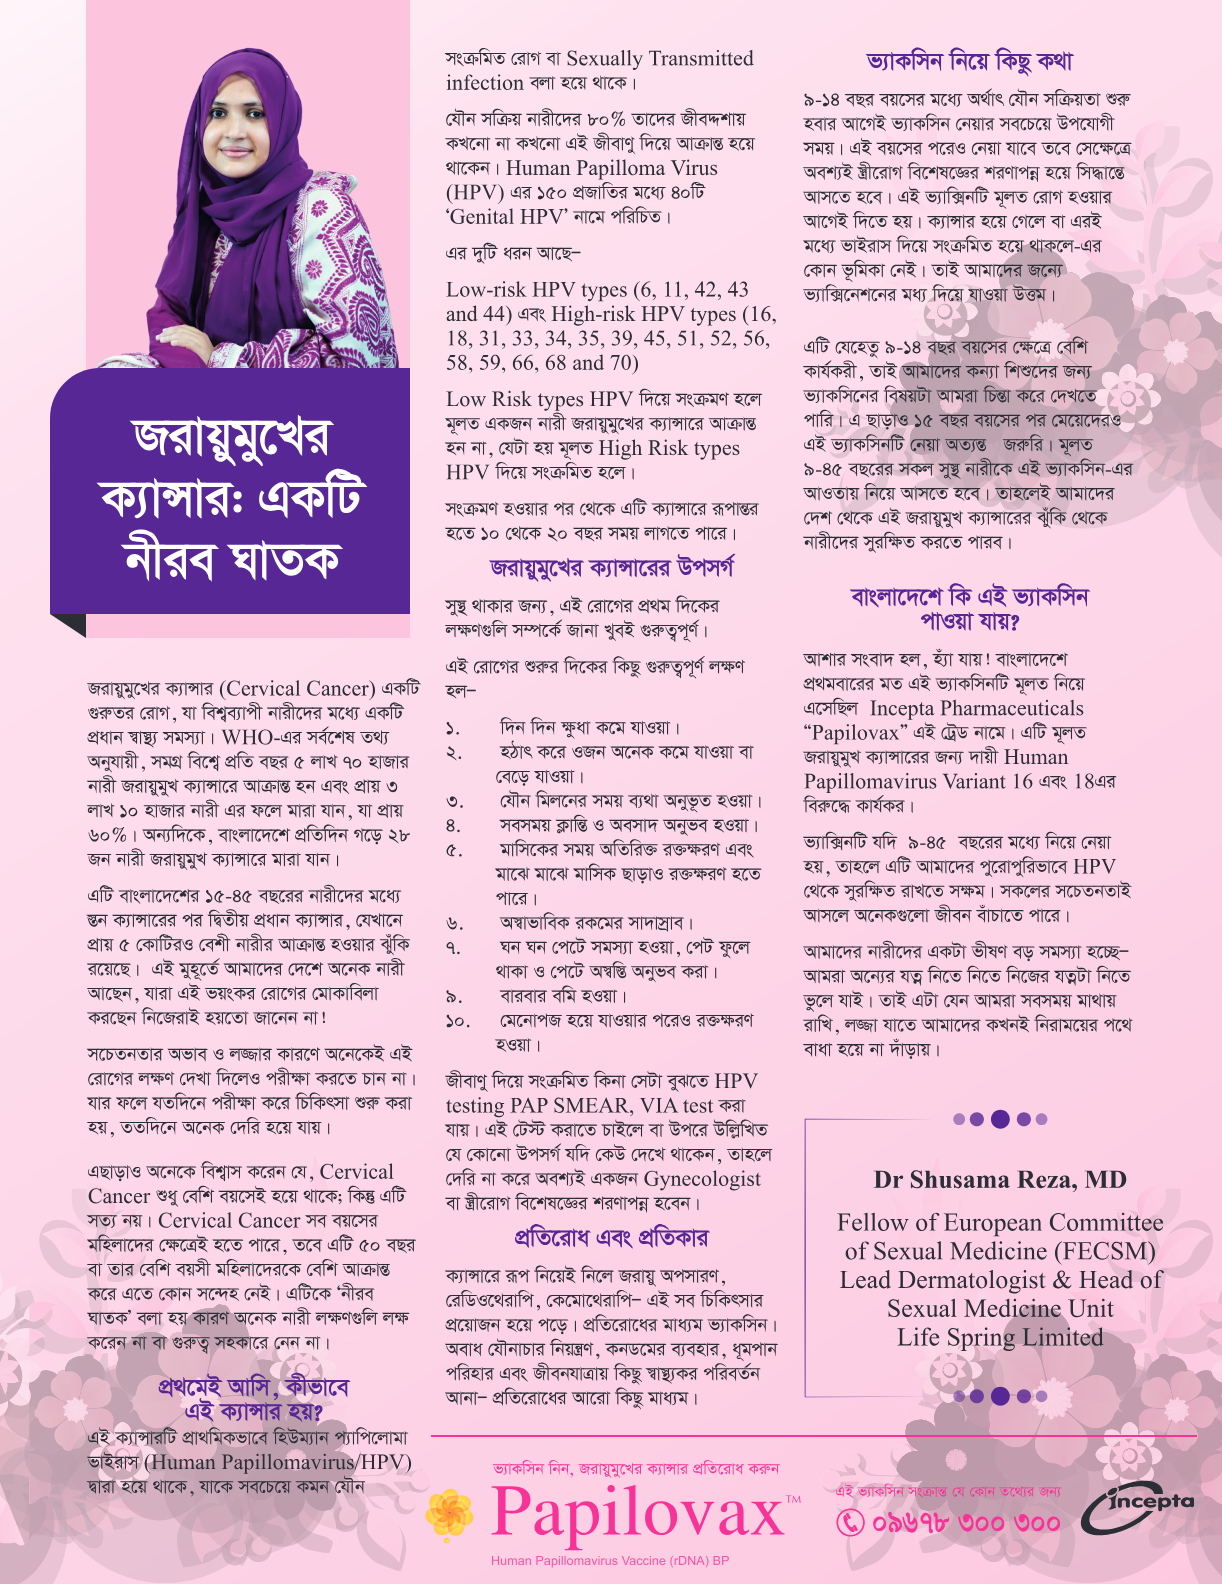 জরায়ুমুখের
ক্যান্সার: একটি
নীরব ঘাতক
জরায়ুমুখের ক্যান্সার (Cervical Cancer) একটি
গুরুতর রোগ, যা বিশ্বব্যাপী নারীদের মধ্যে একটি
প্রধান স্বাস্থ্য সমস্যা। WHO-এর সর্বশেষ তথ্য
অনুযায়ী, সমগ্র বিশ্বে প্রতি বছর ৫ লাখ ৭০ হাজার
নারী জরায়ুমুখ ক্যান্সারে আক্রান্ত হন এবং প্রায় ৩
লাখ ১০ হাজার নারী এর ফলে মারা যান, যা প্রায়
৬০%। অন্যদিকে, বাংলাদেশে প্রতিদিন গড়ে ২৮
জন নারী জরায়ুমুখ ক্যান্সারে মারা যান।
এটি বাংলাদেশের ১৫-৪৫ বছরের নারীদের মধ্যে
স্তন ক্যান্সারের পর দ্বিতীয় প্রধান ক্যান্সার, যেখানে
প্রায় ৫ কোটিরও বেশী নারীর আক্রান্ত হওয়ার ঝুঁকি
রয়েছে। এই মুহূর্তে আমাদের দেশে অনেক নারী
আছেন, যারা এই ভয়ংকর রোগের মোকাবিলা
করছেন নিজেরাই হয়তো জানেন না!
সচেতনতার অভাব ও লজ্জার কারণে অনেকেই এই
রোগের লক্ষণ দেখা দিলেও পরীক্ষা করতে চান না।
যার ফলে যতদিনে পরীক্ষা করে চিকিৎসা শুরু করা
হয়, ততদিনে অনেক দেরি হয়ে যায়।
এছাড়াও অনেকে বিশ্বাস করেন যে, Cervical
Cancer শুধু বেশি বয়সেই হয়ে থাকে; কিন্তু এটি
সত্য নয়। Cervical Cancer সব বয়সের
মহিলাদের ক্ষেত্রেই হতে পারে, তবে এটি ৫০ বছর
বা তার বেশি বয়সী মহিলাদেরকে বেশি আক্রান্ত
করে এতে কোন সন্দেহ নেই। এটিকে ‘নীরব
ঘাতক’ বলা হয় কারণ অনেক নারী লক্ষণগুলি লক্ষ
করেন না বা গুরুত্ব সহকারে নেন না।
প্রথমেই আসি, কীভাবে
এই ক্যান্সার হয়?
এই ক্যান্সারটি প্রাথমিকভাবে হিউম্যান প্যাপিলোমা
ভাইরাস (Human Papillomavirus/HPV)
দ্বারা হয়ে থাকে, যাকে সবচেয়ে কমন যৌন
সংক্রমিত রোগ বা Sexually Transmitted
infection বলা হয়ে থাকে।
যৌন সক্রিয় নারীদের ৮০% তাদের জীবদ্দশায়
কখনো না কখনো এই জীবাণু দিয়ে আক্রান্ত হয়ে
থাকেন। Human Papilloma Virus
(HPV) এর ১৫০ প্রজাতির মধ্যে ৪০টি
‘Genital HPV’ নামে পরিচিত।
এর দুটি ধরন আছে–
Low-risk HPV types (6, 11, 42, 43
and 44) এবং High-risk HPV types (16,
18, 31, 33, 34, 35, 39, 45, 51, 52, 56,
58, 59, 66, 68 and 70)
Low Risk types HPV দিয়ে সংক্রমণ হলে
মূলত একজন নারী জরায়ুমুখের ক্যান্সারে আক্রান্ত
হন না, যেটা হয় মূলত High Risk types
HPV দিয়ে সংক্রমিত হলে।
সংক্রমণ হওয়ার পর থেকে এটি ক্যান্সারে রূপান্তর
হতে ১০ থেকে ২০ বছর সময় লাগতে পারে।
জরায়ুমুখের ক্যান্সারের উপসর্গ
সুস্থ থাকার জন্য, এই রোগের প্রথম দিকের
লক্ষণগুলি সম্পর্কে জানা খুবই গুরুত্বপূর্ণ।
এই রোগের শুরুর দিকের কিছু গুরুত্বপূর্ণ লক্ষণ
হল–
১. দিন দিন ক্ষুধা কমে যাওয়া।
২. হঠাৎ করে ওজন অনেক কমে যাওয়া বা
বেড়ে যাওয়া।
৩. যৌন মিলনের সময় ব্যথা অনুভূত হওয়া।
৪. সবসময় ক্লান্তি ও অবসাদ অনুভব হওয়া।
৫. মাসিকের সময় অতিরিক্ত রক্তক্ষরণ এবং
মাঝে মাঝে মাসিক ছাড়াও রক্তক্ষরণ হতে
পারে।
৬. অস্বাভাবিক রকমের সাদাস্রাব।
৭. ঘন ঘন পেটে সমস্যা হওয়া, পেট ফুলে
থাকা ও পেটে অস্বস্তি অনুভব করা।
৯. বারবার বমি হওয়া।
১০. মেনোপজ হয়ে যাওয়ার পরেও রক্তক্ষরণ
হওয়া।
জীবাণু দিয়ে সংক্রমিত কিনা সেটা বুঝতে HPV
testing PAP SMEAR, VIA test করা
যায়। এই টেস্ট করাতে চাইলে বা উপরে উল্লিখিত
যে কোনো উপসর্গ যদি কেউ দেখে থাকেন, তাহলে
দেরি না করে অবশ্যই একজন Gynecologist
বা স্ত্রীরোগ বিশেষজ্ঞের শরণাপন্ন হবেন।
প্রতিরোধ এবং প্রতিকার
ক্যান্সারে রূপ নিয়েই নিলে জরায়ু অপসারণ,
রেডিওথেরাপি, কেমোথেরাপি– এই সব চিকিৎসার
প্রয়োজন হয়ে পড়ে। প্রতিরোধের মাধ্যম ভ্যাকসিন।
অবাধ যৌনাচার নিয়ন্ত্রণ, কনডমের ব্যবহার, ধূমপান
পরিহার এবং জীবনযাত্রায় কিছু স্বাস্থ্যকর পরিবর্তন
আনা– প্রতিরোধের আরো কিছু মাধ্যম।
ভ্যাকসিন নিয়ে কিছু কথা
৯-১৪ বছর বয়সের মধ্যে অর্থাৎ যৌন সক্রিয়তা শুরু
হবার আগেই ভ্যাকসিন নেয়ার সবচেয়ে উপযোগী
সময়। এই বয়সের পরেও নেয়া যাবে তবে সেক্ষেত্রে
অবশ্যই স্ত্রীরোগ বিশেষজ্ঞের শরণাপন্ন হয়ে সিদ্ধান্তে
আসতে হবে। এই ভ্যাক্সিনটি মূলত রোগ হওয়ার
আগেই দিতে হয়। ক্যান্সার হয়ে গেলে বা এরই
মধ্যে ভাইরাস দিয়ে সংক্রমিত হয়ে থাকলে-এর
কোন ভূমিকা নেই। তাই আমাদের জন্যে
ভ্যাক্সিনেশনের মধ্য দিয়ে যাওয়া উত্তম।
এটি যেহেতু ৯-১৪ বছর বয়সের ক্ষেত্রে বেশি
কার্যকরী, তাই আমাদের কন্যা শিশুদের জন্য
ভ্যাকসিনের বিষয়টা আমরা চিন্তা করে দেখতে
পারি। এ ছাড়াও ১৫ বছর বয়সের পর মেয়েদেরও
এই ভ্যাকসিনটি নেয়া অত্যন্ত জরুরি। মূলত
৯-৪৫ বছরের সকল সুস্থ নারীকে এই ভ্যাকসিন-এর
আওতায় নিয়ে আসতে হবে। তাহলেই আমাদের
দেশ থেকে এই জরায়ুমুখ ক্যান্সারের ঝুঁকি থেকে
নারীদের সুরক্ষিত করতে পারব।
বাংলাদেশে কি এই ভ্যাকসিন
পাওয়া যায়?
আশার সংবাদ হল, হ্যাঁ যায়! বাংলাদেশে
প্রথমবারের মত এই ভ্যাকসিনটি মূলত নিয়ে
এসেছিল Incepta Pharmaceuticals
“Papilovax” এই ট্রেড নামে। এটি মূলত
জরায়ুমুখ ক্যান্সারের জন্য দায়ী Human
Papillomavirus Variant 16 এবং 18এর
বিরুদ্ধে কার্যকর।
ভ্যাক্সিনটি যদি ৯-৪৫ বছরের মধ্যে নিয়ে নেয়া
হয়, তাহলে এটি আমাদের পুরোপুরিভাবে HPV
থেকে সুরক্ষিত রাখতে সক্ষম। সকলের সচেতনতাই
আসলে অনেকগুলো জীবন বাঁচাতে পারে।
আমাদের নারীদের একটা ভীষণ বড় সমস্যা হচ্ছে–
আমরা অন্যের যত্ন নিতে নিতে নিজের যত্নটা নিতে
ভুলে যাই। তাই এটা যেন আমরা সবসময় মাথায়
রাখি, লজ্জা যাতে আমাদের কখনই নিরাময়ের পথে
বাধা হয়ে না দাঁড়ায়।
Dr Shusama Reza, MD
Fellow of European Committee
of Sexual Medicine (FECSM)
Lead Dermatologist & Head of
Sexual Medicine Unit
Life Spring Limited
ভ্যাকসিন নিন, জরায়ুমুখের ক্যান্সার প্রতিরোধ করুন
Papilovax™
Human Papillomavirus Vaccine (rDNA) BP
এই ভ্যাকসিন সংক্রান্ত যে কোন তথ্যের জন্য
০৯৬৭৮ ৩০০ ৩০০
incepta